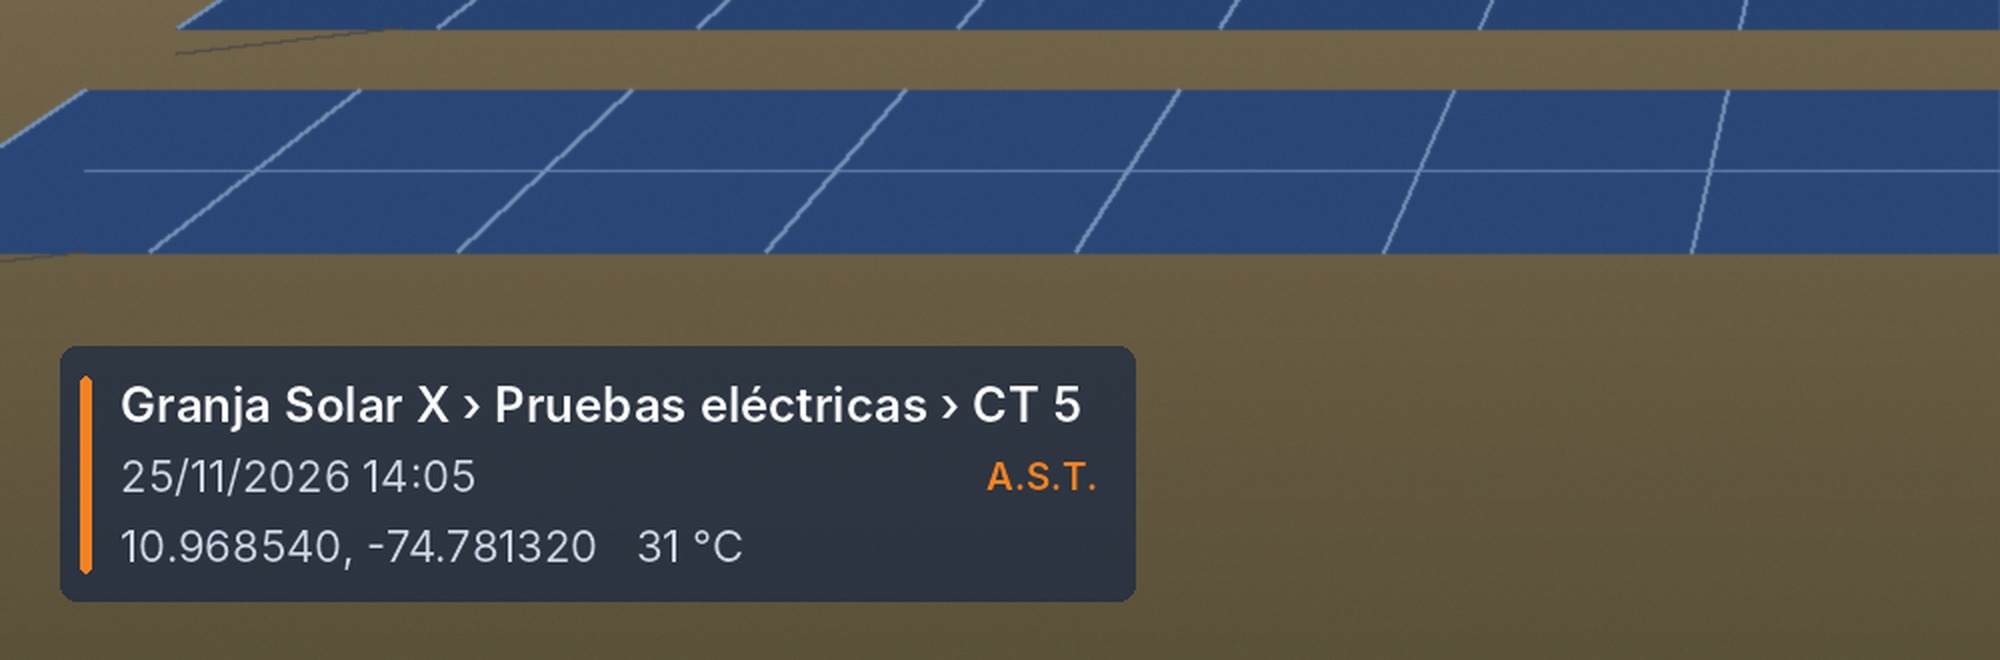 Granja Solar X › Pruebas eléctricas › CT 5
25/11/2026 14:05 A.S.T.
10.968540, -74.781320 31 °C